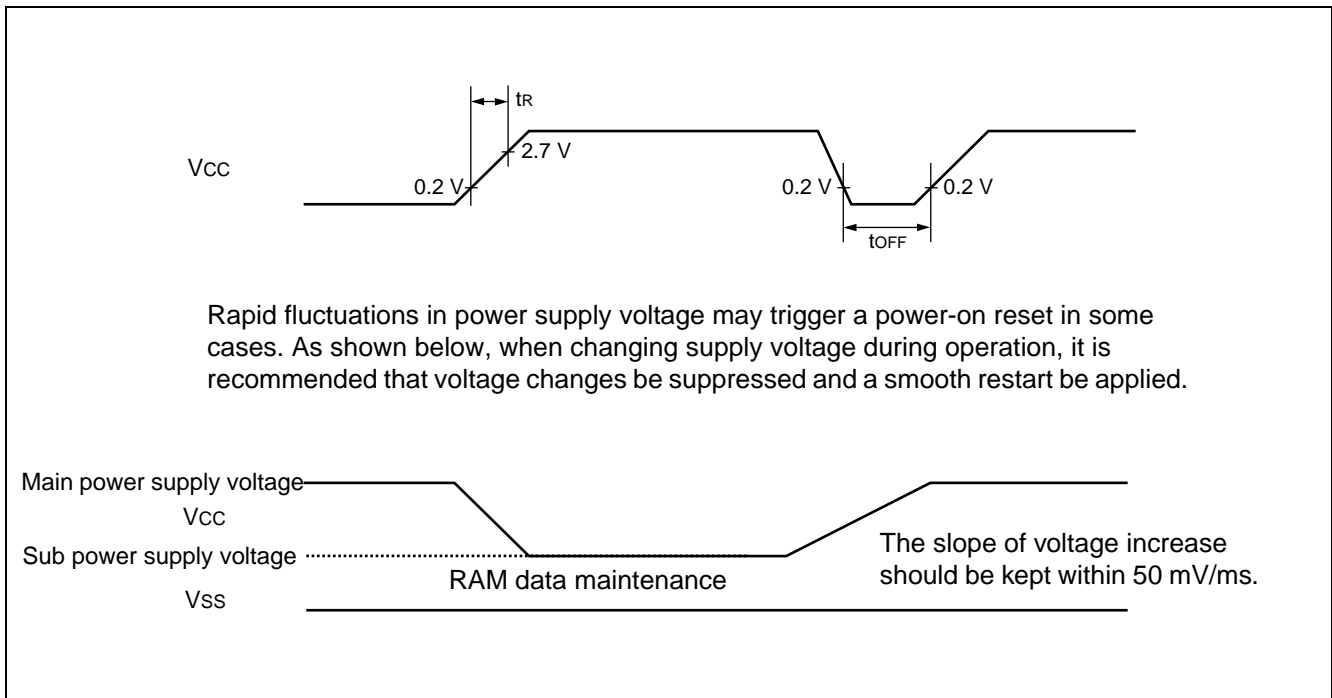 tR
VCC
2.7 V
0.2 V
0.2 V
0.2 V
tOFF
Rapid fluctuations in power supply voltage may trigger a power-on reset in some
cases. As shown below, when changing supply voltage during operation, it is
recommended that voltage changes be suppressed and a smooth restart be applied.
Main power supply voltage
VCC
Sub power supply voltage
RAM data maintenance
The slope of voltage increase
should be kept within 50 mV/ms.
VSS